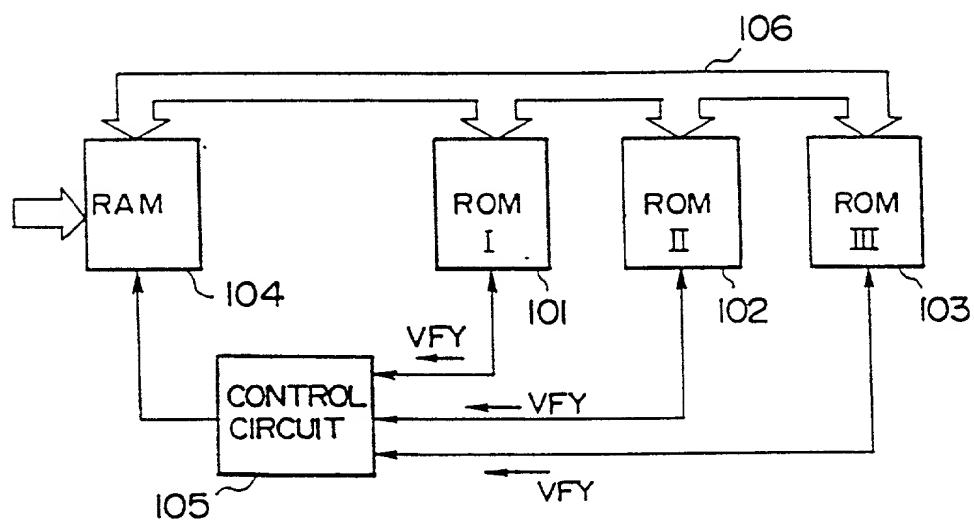 106
RAM
ROM
I
ROM
II
ROM
III
104
101
102
103
VFY
CONTROL
CIRCUIT
VFY
VFY
105